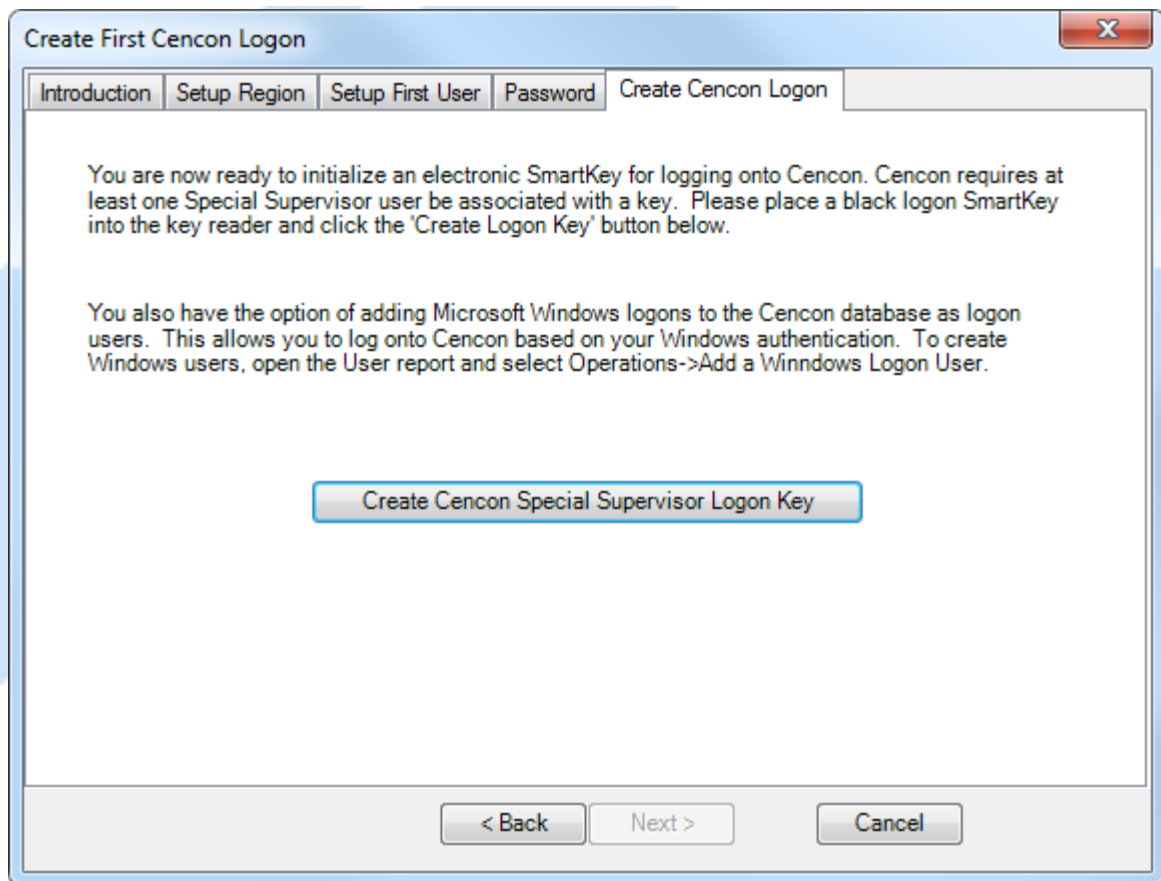 Create First Cencon Logon
Introduction Setup Region Setup First User Password Create Cencon Logon
You are now ready to initialize an electronic SmartKey for logging onto Cencon. Cencon requires at
least one Special Supervisor user be associated with a key.  Please place a black logon SmartKey
into the key reader and click the 'Create Logon Key' button below.
You also have the option of adding Microsoft Windows logons to the Cencon database as logon
users.  This allows you to log onto Cencon based on your Windows authentication.  To create
Windows users, open the User report and select Operations->Add a Winndows Logon User.
Create Cencon Special Supervisor Logon Key
< Back Next > Cancel